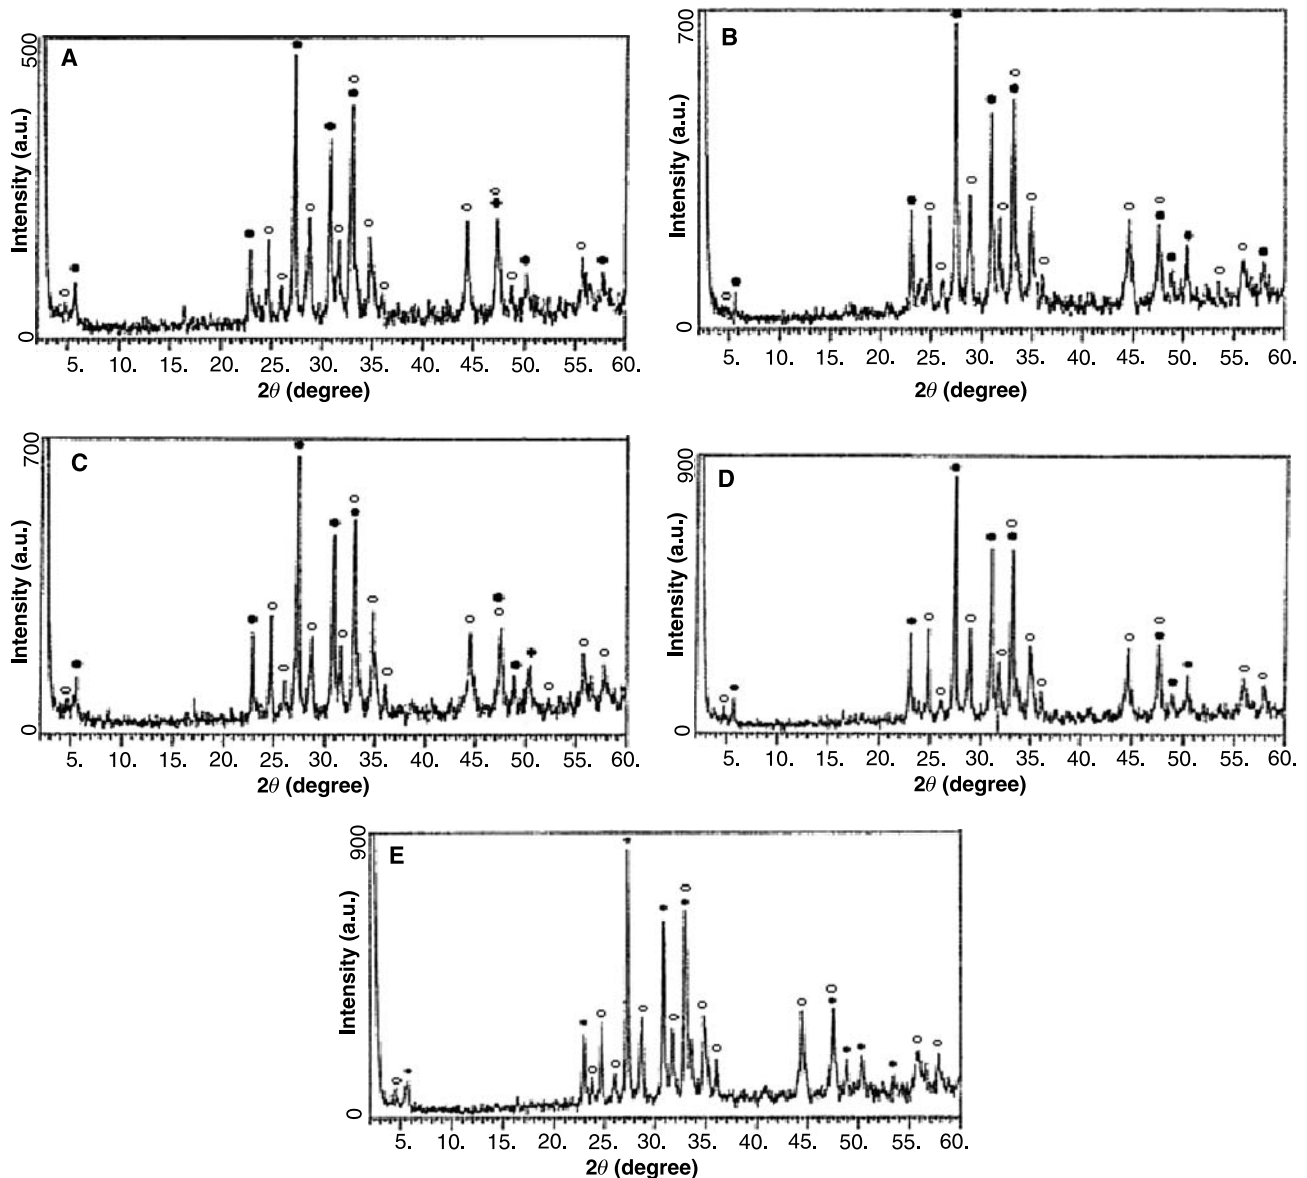 A
500
Intensity (a.u.)
0
5. 10. 15. 20. 25. 30. 35. 40. 45. 50. 55. 60.
2θ (degree)
B
700
Intensity (a.u.)
0
5. 10. 15. 20. 25. 30. 35. 40. 45. 50. 55. 60.
2θ (degree)
C
700
Intensity (a.u.)
0
5. 10. 15. 20. 25. 30. 35. 40. 45. 50. 55. 60.
2θ (degree)
D
900
Intensity (a.u.)
0
5. 10. 15. 20. 25. 30. 35. 40. 45. 50. 55. 60.
2θ (degree)
E
900
Intensity (a.u.)
0
5. 10. 15. 20. 25. 30. 35. 40. 45. 50. 55. 60.
2θ (degree)